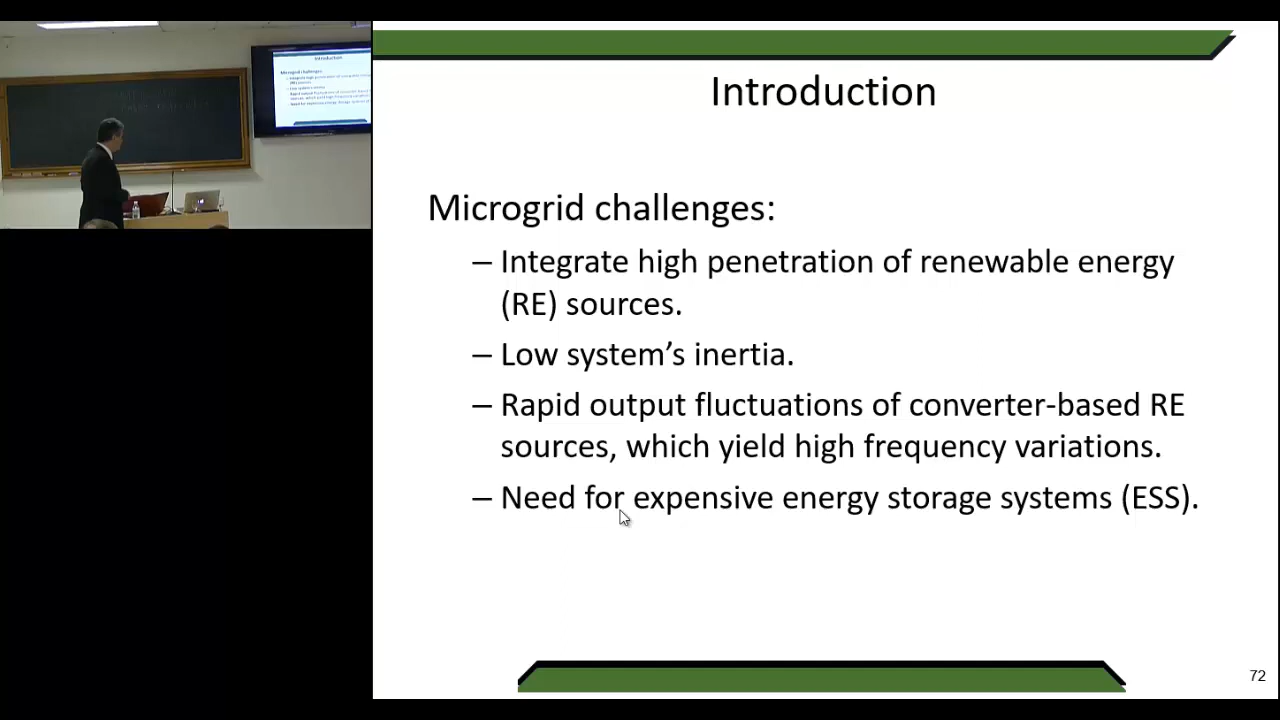 Introduction
Microgrid challenges:
– Integrate high penetration of renewable energy
(RE) sources.
– Low system’s inertia.
– Rapid output fluctuations of converter-based RE
sources, which yield high frequency variations.
– Need for expensive energy storage systems (ESS).
72